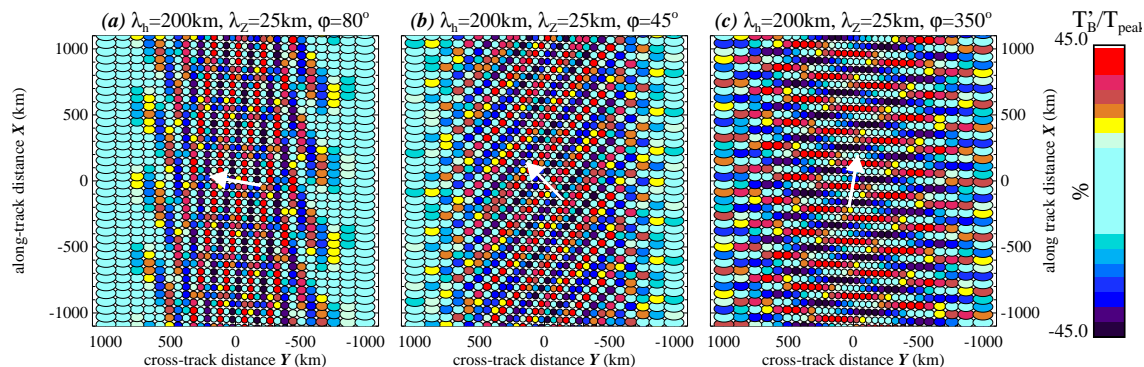 (a) λh=200km, λZ=25km, φ=80o
(b) λh=200km, λZ=25km, φ=45o
(c) λh=200km, λZ=25km, φ=350o
T'B/Tpeak
along-track distance X (km)
1000
500
0
-500
-1000
1000
500
0
-500
-1000
along track distance X (km)
45.0
%
-45.0
1000 500 0 -500 -1000
1000 500 0 -500 -1000
1000 500 0 -500 -1000
cross-track distance Y (km)
cross-track distance Y (km)
cross-track distance Y (km)